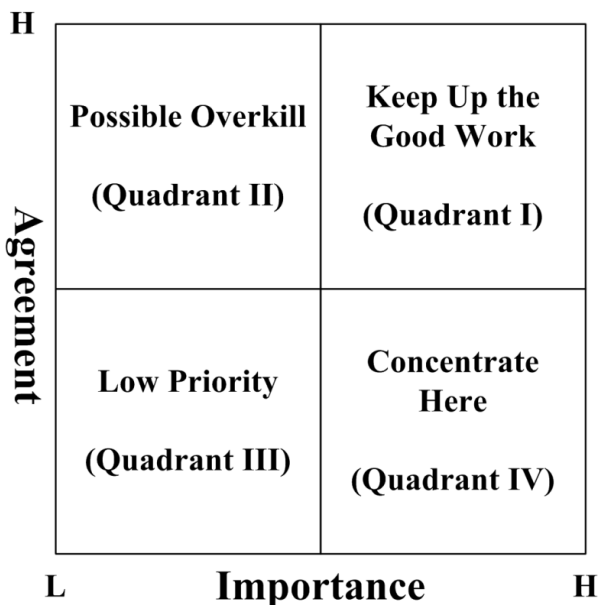 H
Possible Overkill
(Quadrant II)
Keep Up the
Good Work
(Quadrant I)
Agreement
Low Priority
(Quadrant III)
Concentrate
Here
(Quadrant IV)
L
Importance
H